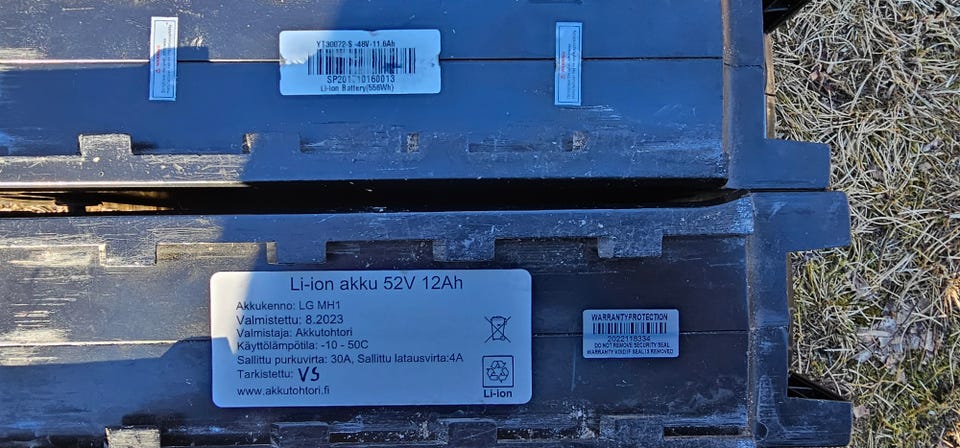 YT30072-S -48V-11.6Ah
Li-ion Battery(556Wh)
Li-ion akku 52V 12Ah
Akkukenno: LG MH1
Valmistettu: 8.2023
Valmistaja: Akkutohtori
Käyttölämpötila: -10 - 50C
Sallittu purkuvirta: 30A, Sallittu latausvirta:4A
Tarkistettu: VS
www.akkutohtori.fi
Li-ion
WARRANTY PROTECTION
2022118334
DO NOT REMOVE SECURITY SEAL
WARRANTY VOID IF SEAL IS REMOVED